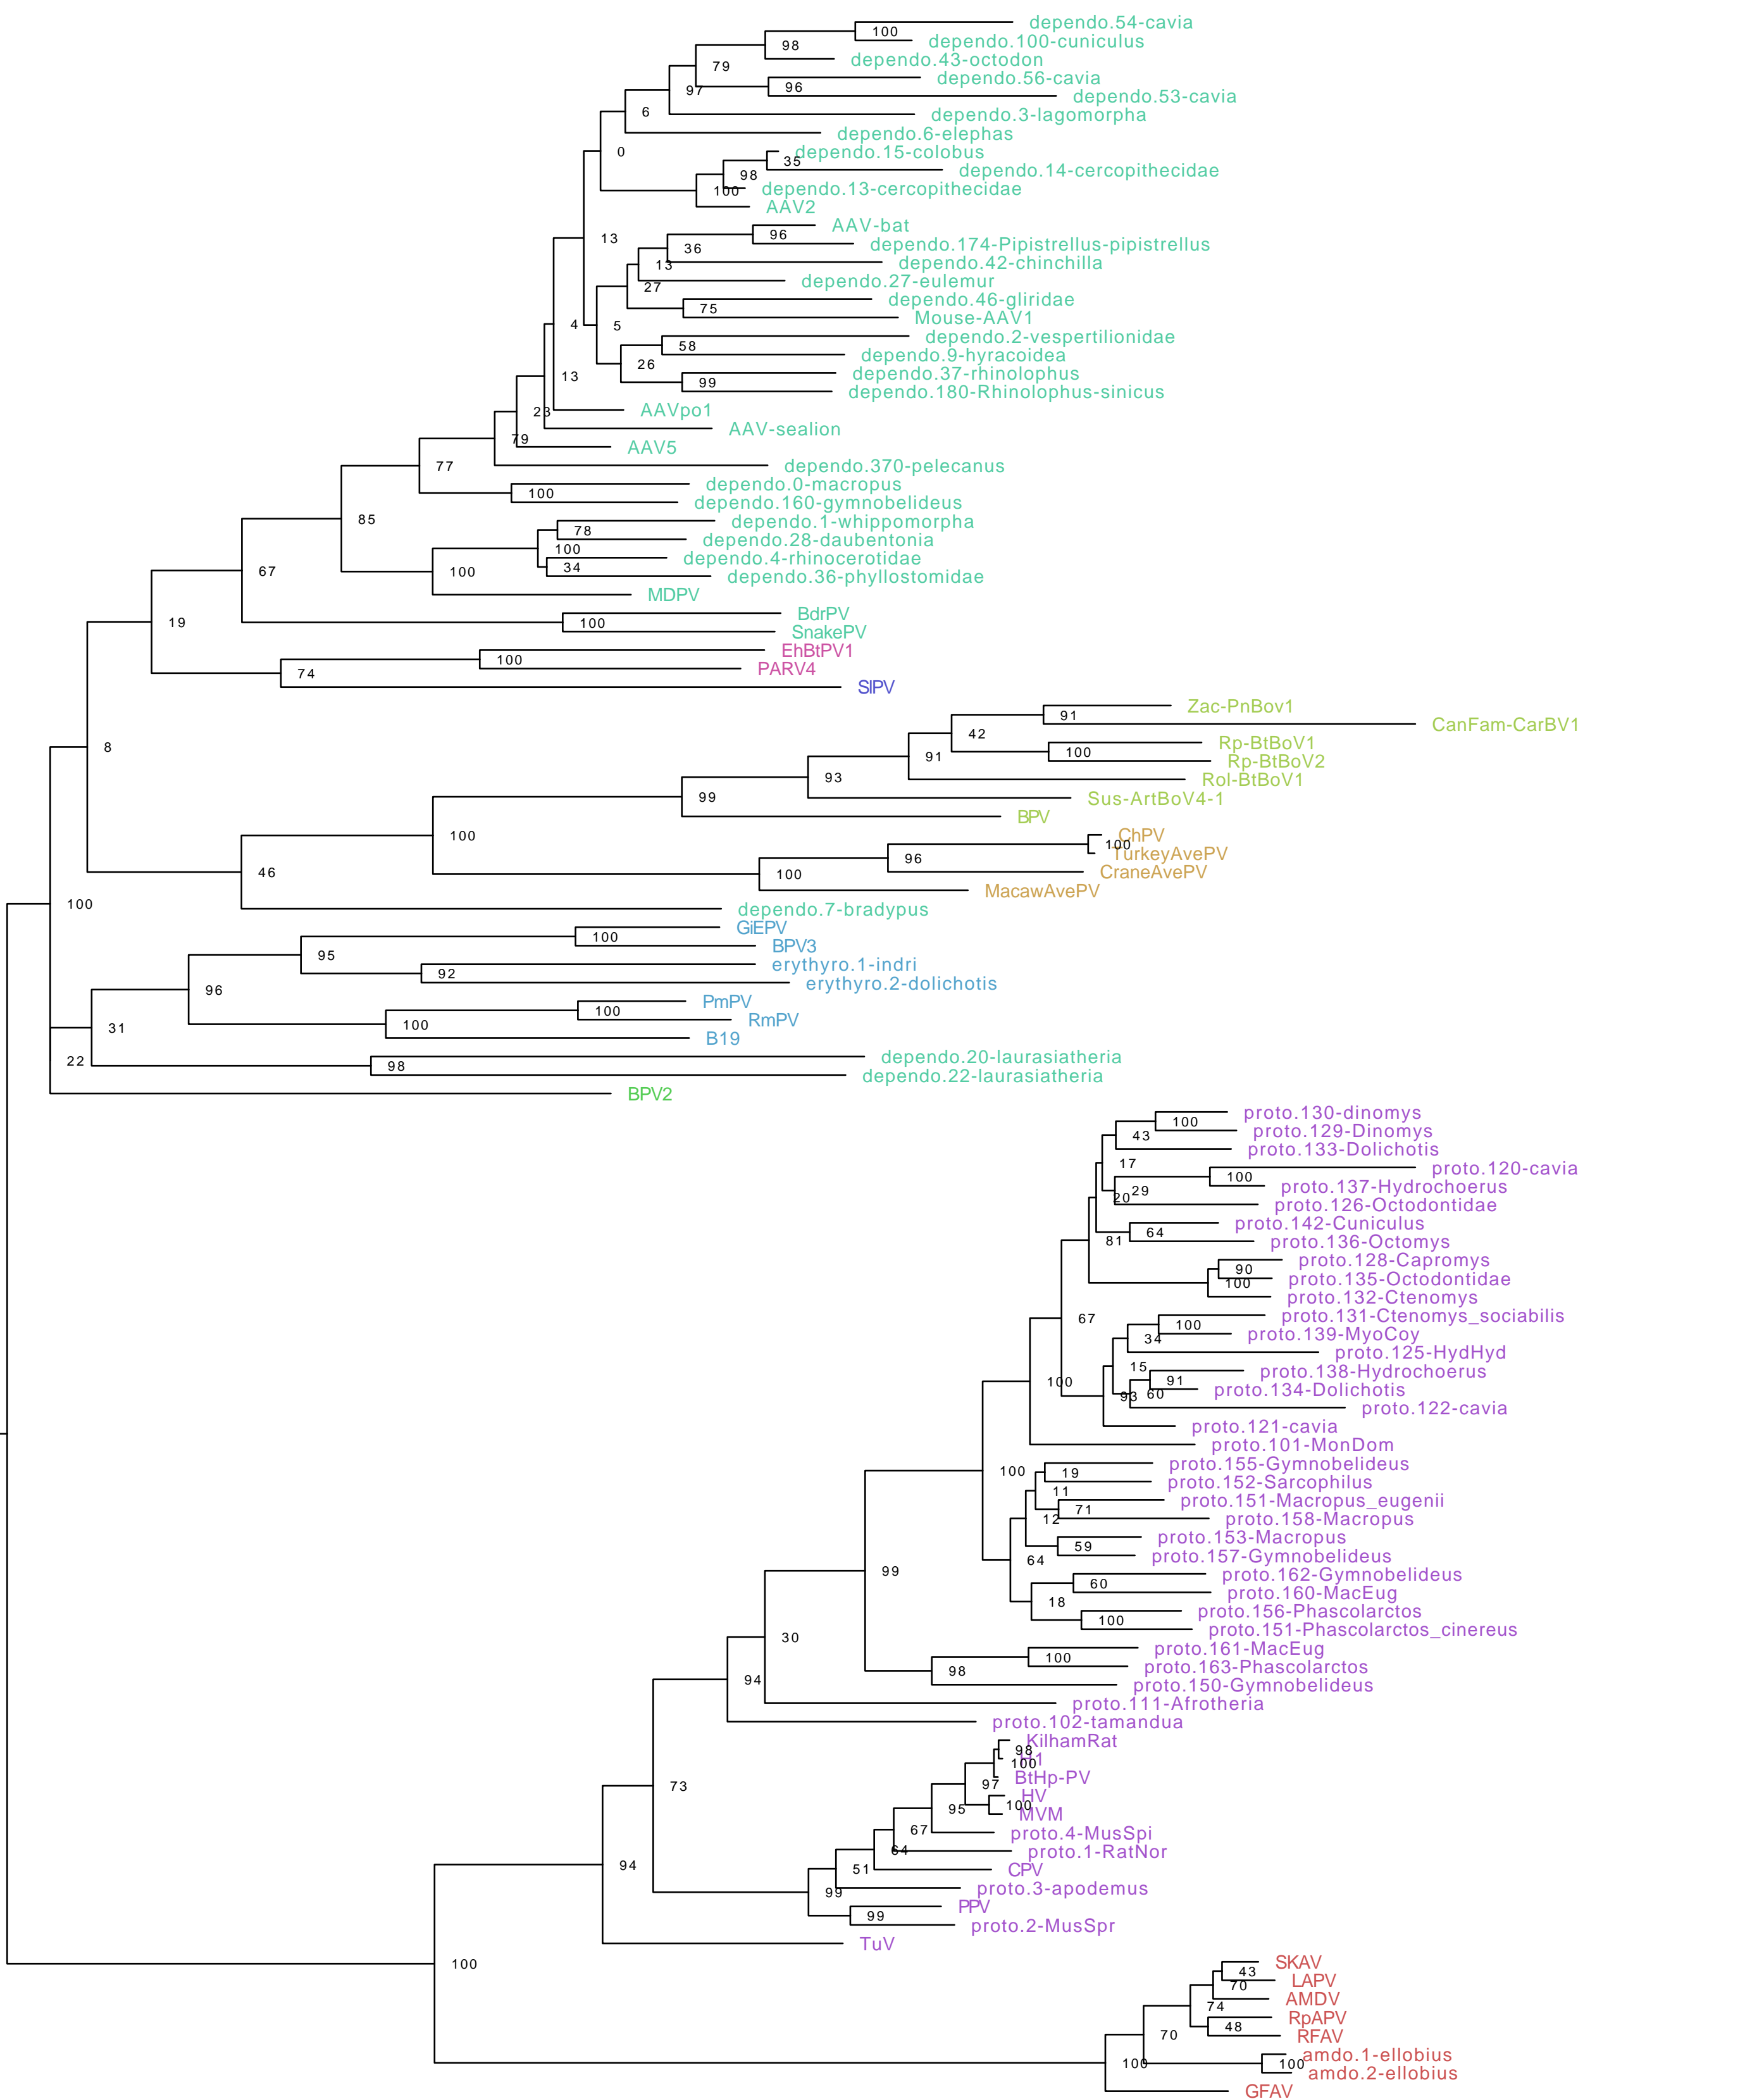 dependo.54-cavia
100
dependo.100-cuniculus
98
dependo.43-octodon
79
dependo.56-cavia
97
96
dependo.53-cavia
6
dependo.3-lagomorpha
dependo.6-elephas
0
dependo.15-colobus
35
dependo.14-cercopithecidae
98
dependo.13-cercopithecidae
100
AAV2
AAV-bat
96
13
dependo.174-Pipistrellus-pipistrellus
36
dependo.42-chinchilla
13
dependo.27-eulemur
27
dependo.46-gliridae
75
Mouse-AAV1
4
5
dependo.2-vespertilionidae
58
dependo.9-hyracoidea
26
dependo.37-rhinolophus
13
99
dependo.180-Rhinolophus-sinicus
AAVpo1
23
AAV-sealion
79
AAV5
77
dependo.370-pelecanus
dependo.0-macropus
100
dependo.160-gymnobelideus
85
dependo.1-whippomorpha
78
dependo.28-daubentonia
100
dependo.4-rhinocerotidae
34
67
100
dependo.36-phyllostomidae
MDPV
BdrPV
19
100
SnakePV
EhBtPV1
100
PARV4
74
SlPV
Zac-PnBov1
91
CanFam-CarBV1
42
Rp-BtBoV1
8
100
91
Rp-BtBoV2
93
Rol-BtBoV1
99
Sus-ArtBoV4-1
BPV
100
ChPV
100
TurkeyAvePV
96
46
CraneAvePV
100
MacawAvePV
100
dependo.7-bradypus
GiEPV
100
BPV3
95
erythyro.1-indri
92
erythyro.2-dolichotis
96
PmPV
100
RmPV
31
100
B19
22
dependo.20-laurasiatheria
98
dependo.22-laurasiatheria
BPV2
proto.130-dinomys
100
proto.129-Dinomys
43
proto.133-Dolichotis
17
proto.120-cavia
100
proto.137-Hydrochoerus
29
20
proto.126-Octodontidae
proto.142-Cuniculus
64
81
proto.136-Octomys
proto.128-Capromys
90
proto.135-Octodontidae
100
proto.132-Ctenomys
67
proto.131-Ctenomys_sociabilis
100
proto.139-MyoCoy
34
proto.125-HydHyd
15
proto.138-Hydrochoerus
100
91
proto.134-Dolichotis
93
60
proto.122-cavia
proto.121-cavia
proto.101-MonDom
proto.155-Gymnobelideus
100
19
proto.152-Sarcophilus
11
proto.151-Macropus_eugenii
71
12
proto.158-Macropus
proto.153-Macropus
59
64
proto.157-Gymnobelideus
99
proto.162-Gymnobelideus
60
proto.160-MacEug
18
proto.156-Phascolarctos
100
proto.151-Phascolarctos_cinereus
30
proto.161-MacEug
100
proto.163-Phascolarctos
98
94
proto.150-Gymnobelideus
proto.111-Afrotheria
proto.102-tamandua
KilhamRat
98
H1
100
73
BtHp-PV
97
HV
100
95
MVM
67
proto.4-MusSpi
64
proto.1-RatNor
94
51
CPV
99
proto.3-apodemus
PPV
99
proto.2-MusSpr
TuV
100
SKAV
43
LAPV
70
AMDV
74
RpAPV
48
70
RFAV
amdo.1-ellobius
100
100
amdo.2-ellobius
GFAV